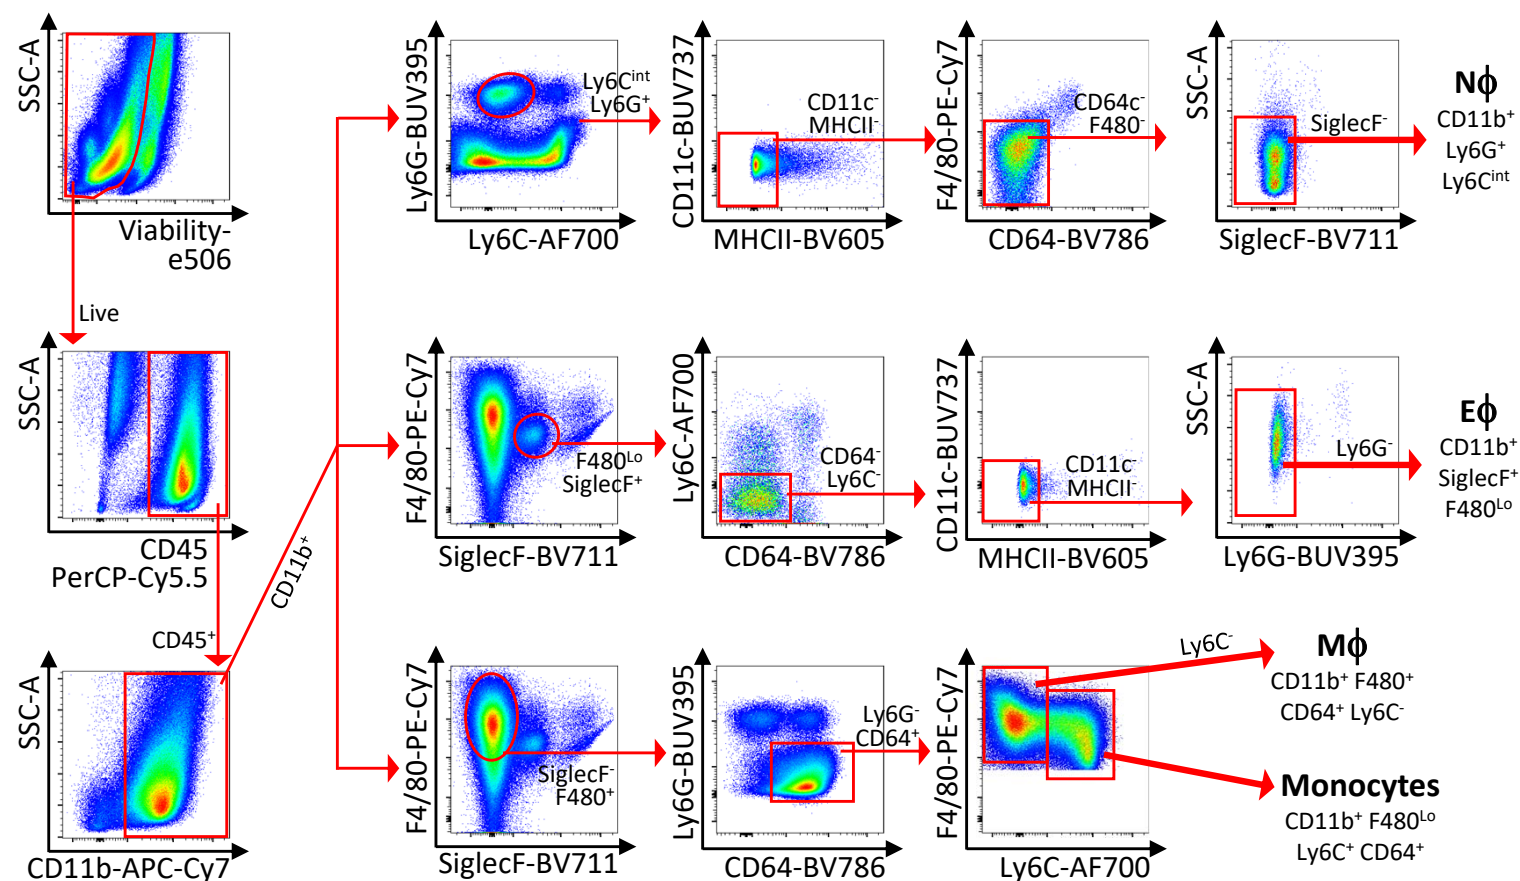 SSC-A
Viability-
e506
Live
SSC-A
CD45
PerCP-Cy5.5
CD45⁺
SSC-A
CD11b-APC-Cy7
CD11b⁺
Ly6G-BUV395
Ly6C-AF700
Ly6Cⁱⁿᵗ
Ly6G⁺
CD11c-BUV737
MHCII-BV605
CD11c⁻
MHCII⁻
F4/80-PE-Cy7
CD64-BV786
CD64c⁻
F480⁻
SSC-A
SiglecF-BV711
SiglecF⁻
Nϕ
CD11b⁺
Ly6G⁺
Ly6Cⁱⁿᵗ
F4/80-PE-Cy7
SiglecF-BV711
F480ᴸᵒ
SiglecF⁺
Ly6C-AF700
CD64-BV786
CD64⁻
Ly6C⁻
CD11c-BUV737
MHCII-BV605
CD11c⁻
MHCII⁻
SSC-A
Ly6G-BUV395
Ly6G⁻
Eϕ
CD11b⁺
SiglecF⁺
F480ᴸᵒ
F4/80-PE-Cy7
SiglecF-BV711
SiglecF⁻
F480⁺
Ly6G-BUV395
CD64-BV786
Ly6G⁻
CD64⁺
F4/80-PE-Cy7
Ly6C-AF700
Ly6C⁻
Mϕ
CD11b⁺ F480⁺
CD64⁺ Ly6C⁻
Monocytes
CD11b⁺ F480ᴸᵒ
Ly6C⁺ CD64⁺